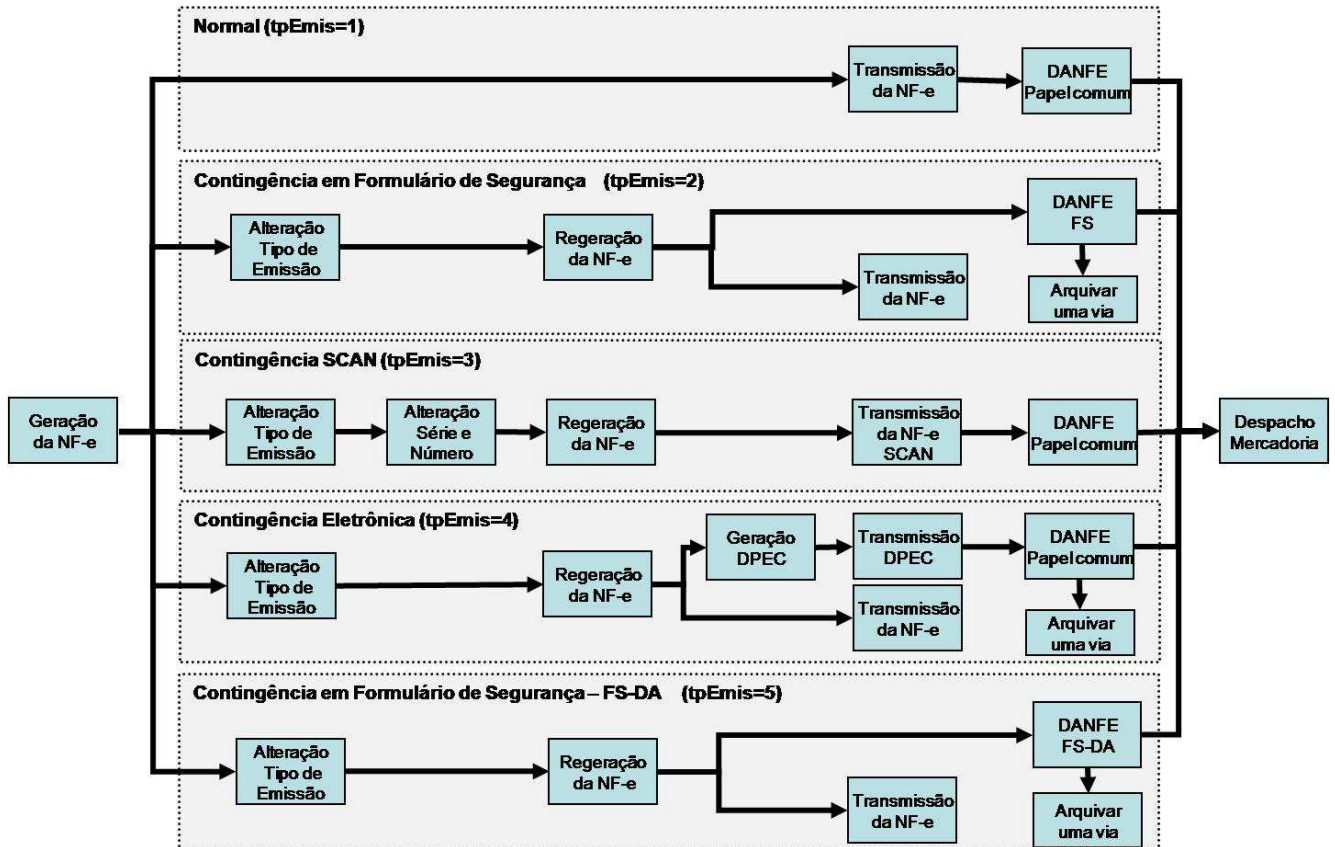 Normal (tpEmis=1)
Transmissão
da NF-e
DANFE
Papel comum
Contingência em Formulário de Segurança (tpEmis=2)
Alteração
Tipo de
Emissão
Regeração
da NF-e
DANFE
FS
Transmissão
da NF-e
Arquivar
uma via
Contingência SCAN (tpEmis=3)
Geração
da NF-e
Alteração
Tipo de
Emissão
Alteração
Série e
Número
Regeração
da NF-e
Transmissão
da NF-e
SCAN
DANFE
Papel comum
Despacho
Mercadoria
Contingência Eletrônica (tpEmis=4)
Alteração
Tipo de
Emissão
Regeração
da NF-e
Geração
DPEC
Transmissão
DPEC
DANFE
Papel comum
Transmissão
da NF-e
Arquivar
uma via
Contingência em Formulário de Segurança – FS-DA (tpEmis=5)
Alteração
Tipo de
Emissão
Regeração
da NF-e
DANFE
FS-DA
Transmissão
da NF-e
Arquivar
uma via